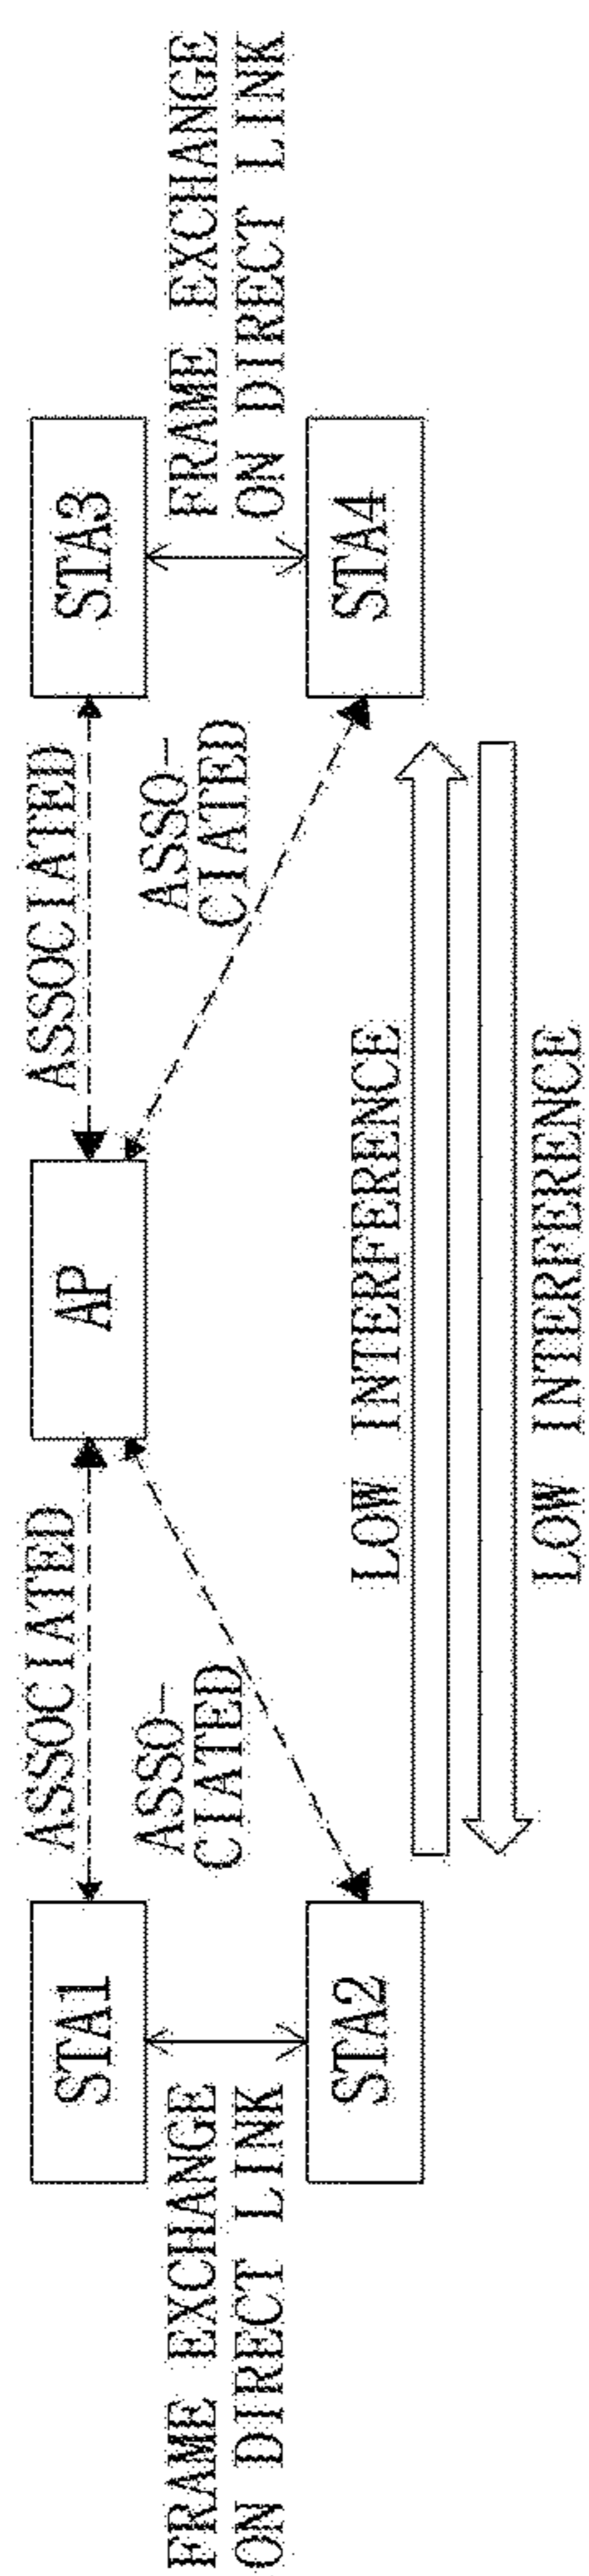 ASSOCIATED
ASSOCIATED
STA1
AP
STA3
FRAME EXCHANGE
ON DIRECT LINK
ASSO-
CIATED
ASSO-
CIATED
FRAME EXCHANGE
ON DIRECT LINK
STA2
STA4
LOW INTERFERENCE
LOW INTERFERENCE